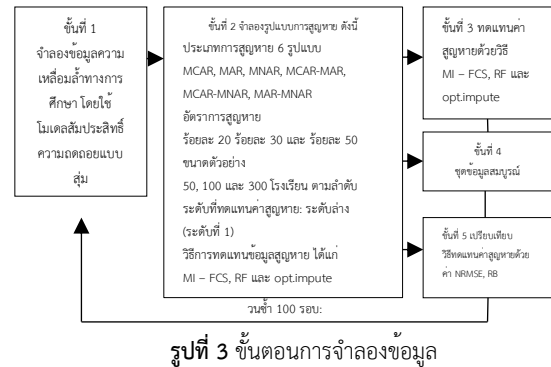 ขั้นที่ 1
จำลองข้อมูลความ
เหลื่อมล้ำทางการ
ศึกษา โดยใช้
โมเดลสัมประสิทธิ์
ความถดถอยแบบ
สุ่ม
ขั้นที่ 2 จำลองรูปแบบการสูญหาย ดังนี้
ประเภทการสูญหาย 6 รูปแบบ
MCAR, MAR, MNAR, MCAR-MAR,
MCAR-MNAR, MAR-MNAR
อัตราการสูญหาย
ร้อยละ 20 ร้อยละ 30 และ ร้อยละ 50
ขนาดตัวอย่าง
50, 100 และ 300 โรงเรียน ตามลำดับ
ระดับที่ทดแทนค่าสูญหาย: ระดับล่าง
(ระดับที่ 1)
วิธีการทดแทนข้อมูลสูญหาย ได้แก่
MI – FCS, RF และ opt.impute
ขั้นที่ 3 ทดแทนค่า
สูญหายด้วยวิธี
MI – FCS, RF และ
opt.impute
ขั้นที่ 4
ชุดข้อมูลสมบูรณ์
ขั้นที่ 5 เปรียบเทียบ
วิธีทดแทนค่าสูญหายด้วย
ค่า NRMSE, RB
วนซ้ำ 100 รอบ:
รูปที่ 3 ขั้นตอนการจำลองข้อมูล